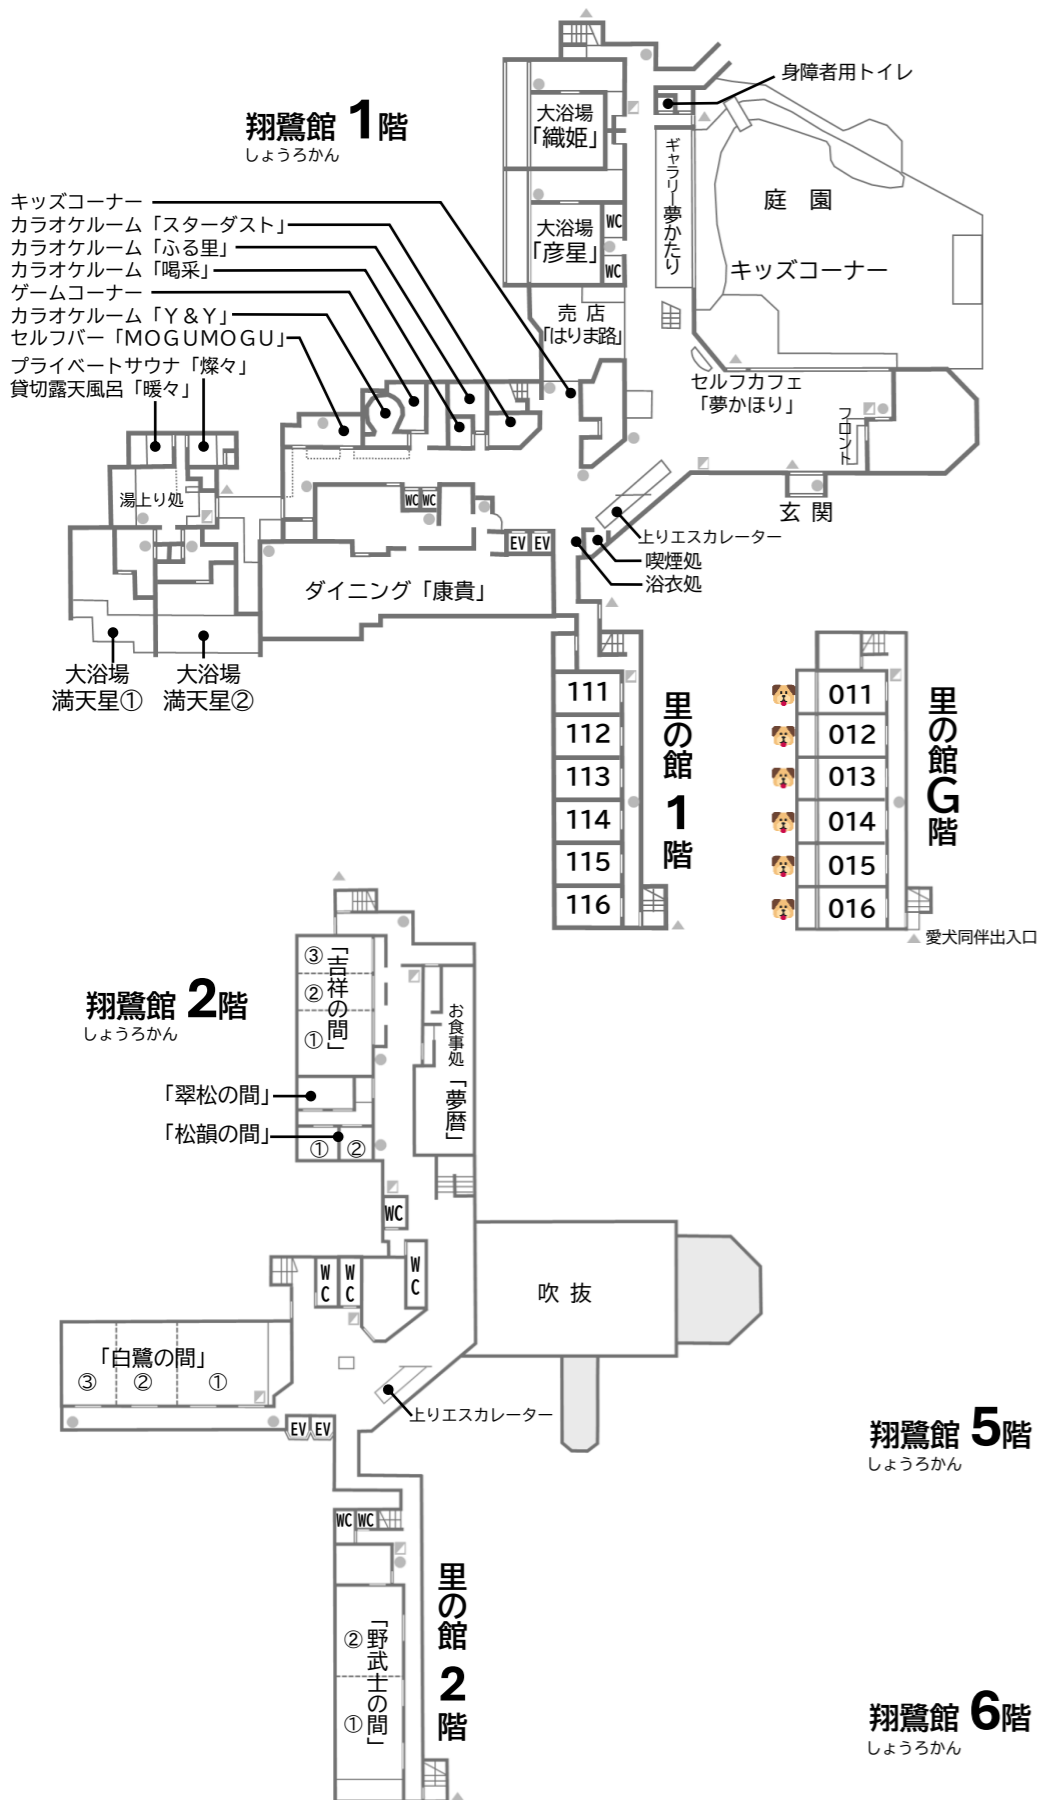 翔鷺館 1階
しょうろかん
身障者用トイレ
大浴場
「織姫」
ギャラリー夢かたり
庭 園
キッズコーナー
大浴場
「彦星」
WC
WC
売 店
「はりま路」
キッズコーナー
カラオケルーム「スターダスト」
カラオケルーム「ふる里」
カラオケルーム「喝采」
ゲームコーナー
カラオケルーム「Y&Y」
セルフバー「MOGUMOGU」
プライベートサウナ「燦々」
貸切露天風呂「暖々」
セルフカフェ
「夢かほり」
フロント
玄 関
湯上り処
WC WC
EV EV
上りエスカレーター
喫煙処
浴衣処
ダイニング「康貴」
大浴場
満天星①
大浴場
満天星②
111
112
113
114
115
116
里の館 1階
011
012
013
014
015
016
里の館G階
愛犬同伴出入口
翔鷺館 2階
しょうろかん
「吉祥の間」
③
②
①
お食事処「夢暦」
「翠松の間」
「松韻の間」
① ②
WC
WC
WC
WC
吹 抜
「白鷺の間」
③ ② ①
上りエスカレーター
EV EV
WC WC
「野武士の間」
②
①
里の館 2階
翔鷺館 5階
しょうろかん
翔鷺館 6階
しょうろかん